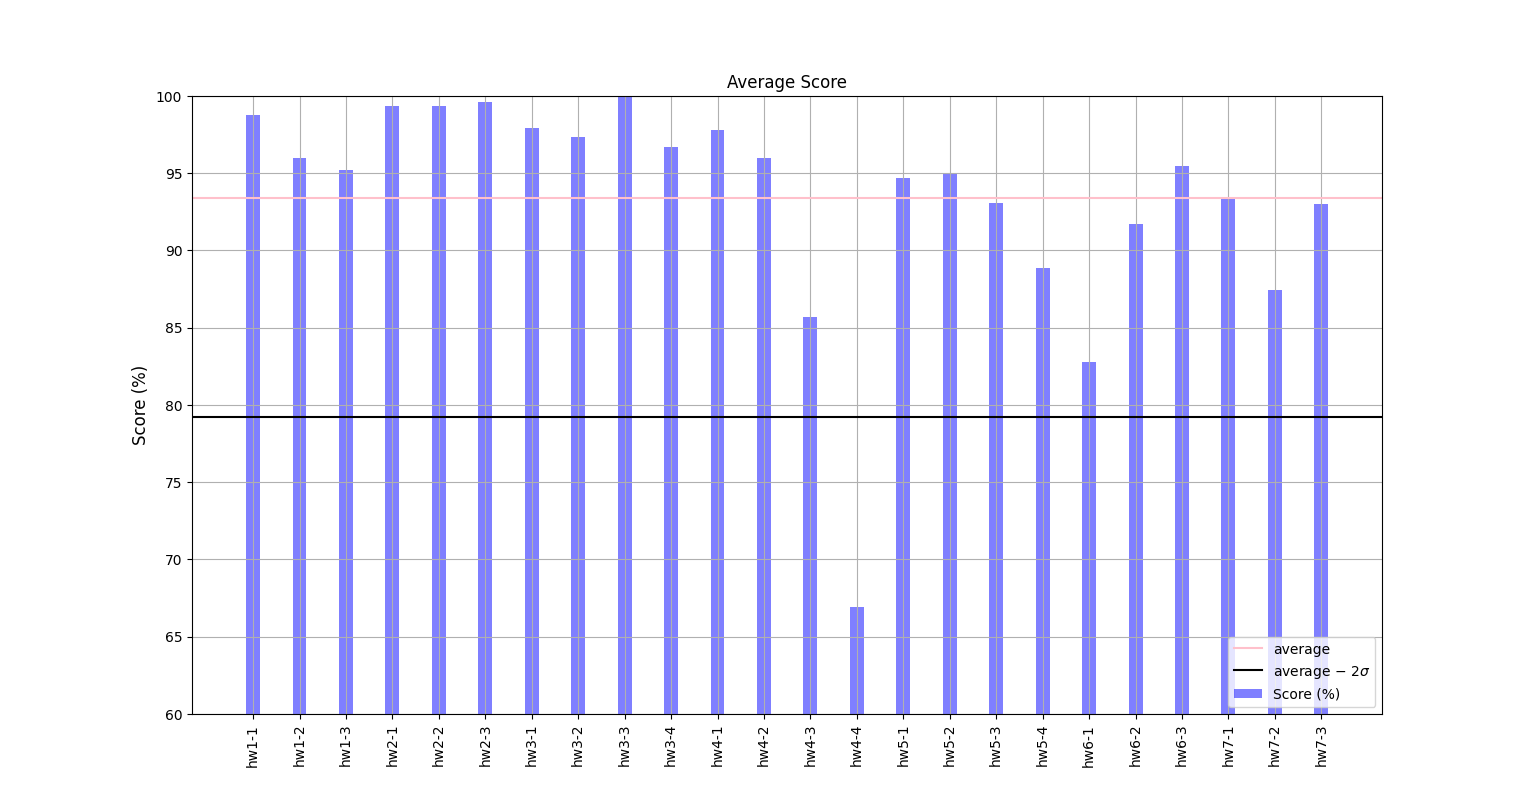 Average Score
100
95
90
85
80
75
70
65
60
Score (%)
average
average − 2σ
Score (%)
hw1-1
hw1-2
hw1-3
hw2-1
hw2-2
hw2-3
hw3-1
hw3-2
hw3-3
hw3-4
hw4-1
hw4-2
hw4-3
hw4-4
hw5-1
hw5-2
hw5-3
hw5-4
hw6-1
hw6-2
hw6-3
hw7-1
hw7-2
hw7-3